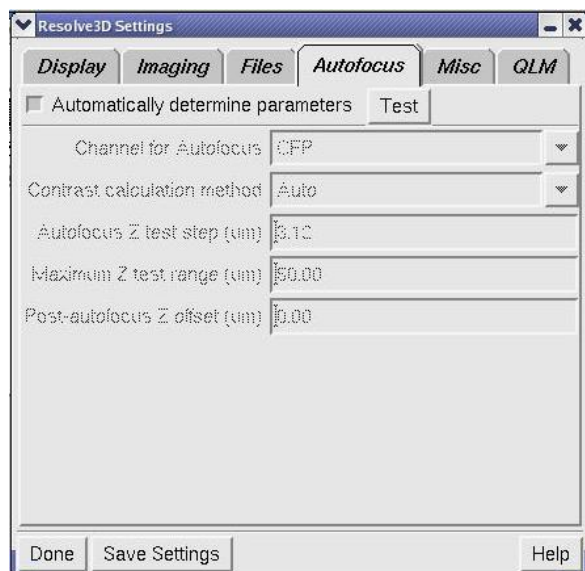 Resolve3D Settings
Display Imaging Files Autofocus Misc QLM
Automatically determine parameters Test
Channel for Autofocus CFP
Contrast calculation method Auto
Autofocus Z test step (um) 3.12
Maximum Z test range (um) 50.00
Post-autofocus Z offset (um) 0.00
Done Save Settings Help